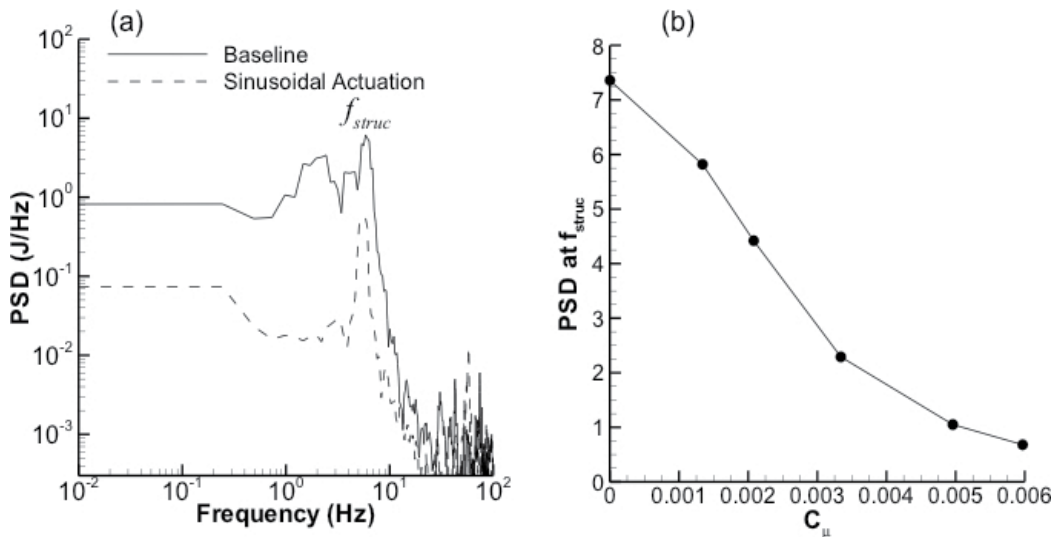 (a)
10²
Baseline
Sinusoidal Actuation
10¹
f_struc
10⁰
10⁻¹
10⁻²
10⁻³
PSD (J/Hz)
10⁻² 10⁻¹ 10⁰ 10¹ 10²
Frequency (Hz)
(b)
8
7
6
5
4
3
2
1
0
PSD at f_struc
0 0.001 0.002 0.003 0.004 0.005 0.006
C_μ